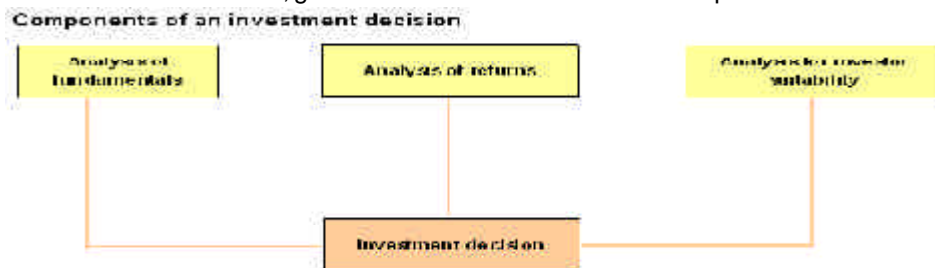 Components of an investment decision
Analysis of
fundamentals
Analysis of returns
Analysis for investor
suitability
Investment decision